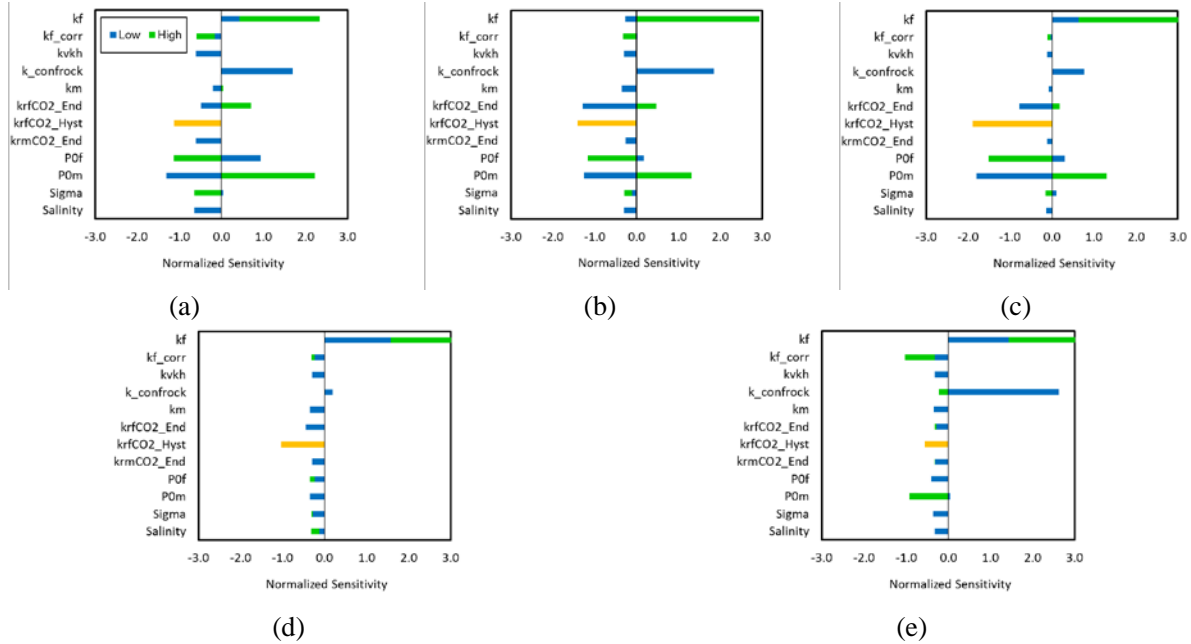 kf
kf_corr
kvkh
k_confrock
km
krfCO2_End
krfCO2_Hyst
krmCO2_End
P0f
P0m
Sigma
Salinity
Low High
-3.0 -2.0 -1.0 0.0 1.0 2.0 3.0
Normalized Sensitivity
(a)
kf
kf_corr
kvkh
k_confrock
km
krfCO2_End
krfCO2_Hyst
krmCO2_End
P0f
P0m
Sigma
Salinity
-3.0 -2.0 -1.0 0.0 1.0 2.0 3.0
Normalized Sensitivity
(b)
kf
kf_corr
kvkh
k_confrock
km
krfCO2_End
krfCO2_Hyst
krmCO2_End
P0f
P0m
Sigma
Salinity
-3.0 -2.0 -1.0 0.0 1.0 2.0 3.0
Normalized Sensitivity
(c)
kf
kf_corr
kvkh
k_confrock
km
krfCO2_End
krfCO2_Hyst
krmCO2_End
P0f
P0m
Sigma
Salinity
-3.0 -2.0 -1.0 0.0 1.0 2.0 3.0
Normalized Sensitivity
(d)
kf
kf_corr
kvkh
k_confrock
km
krfCO2_End
krfCO2_Hyst
krmCO2_End
P0f
P0m
Sigma
Salinity
-3.0 -2.0 -1.0 0.0 1.0 2.0 3.0
Normalized Sensitivity
(e)